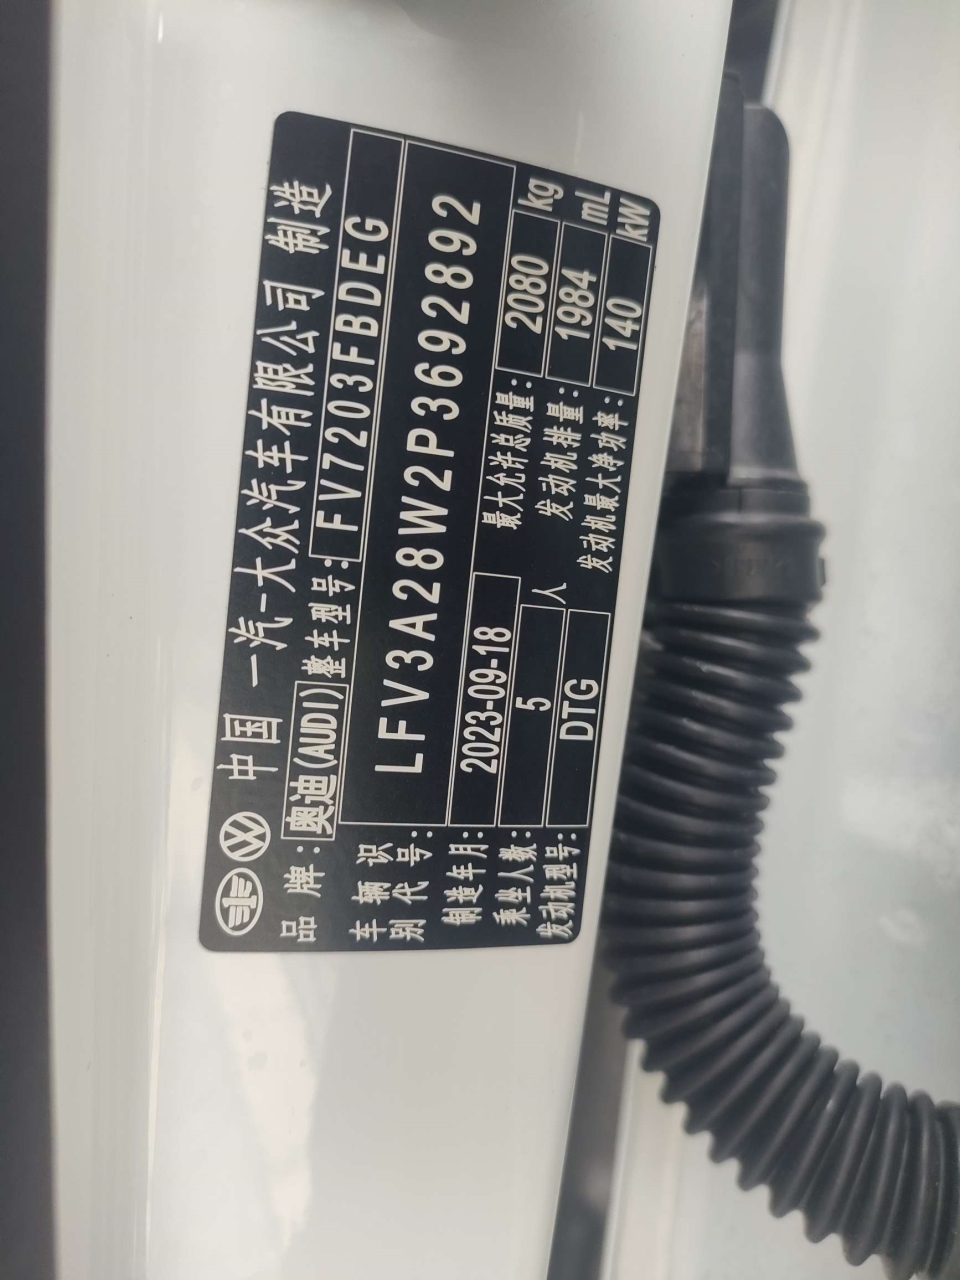 中国 一汽-大众汽车有限公司 制造
品牌：奥迪(AUDI) 整车型号：FV7203FBDEG
车辆识别代号：LFV3A28W2P3692892
制造年月：2023-09-18 最大允许总质量：2080 kg
乘坐人数：5 人 发动机排量：1984 mL
发动机型号：DTG 发动机最大净功率：140 kW